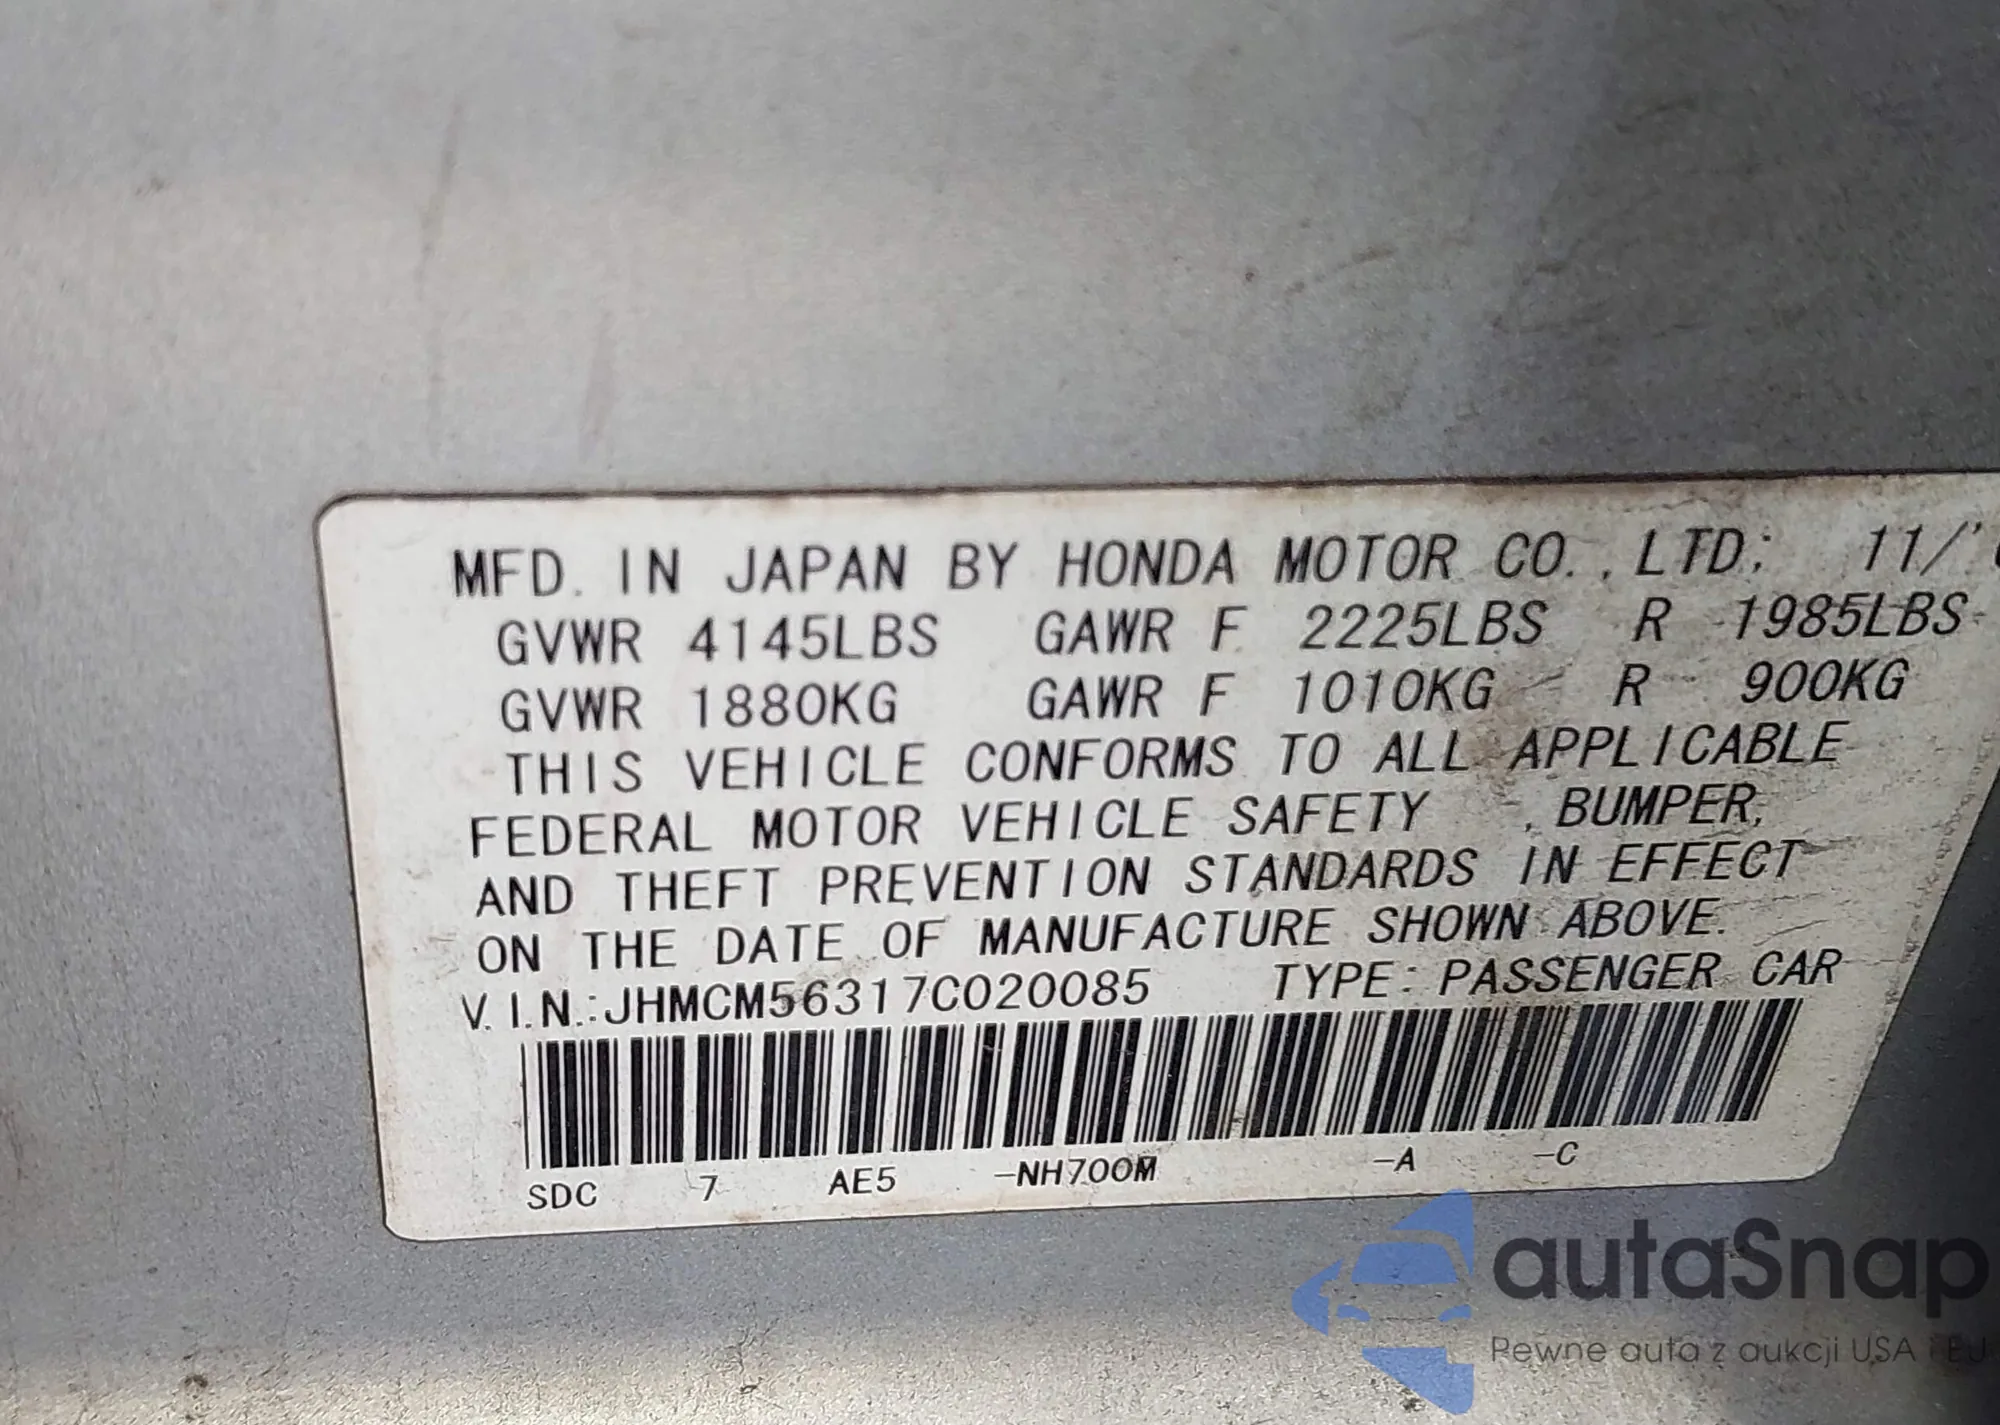 MFD. IN JAPAN BY HONDA MOTOR CO., LTD; 11/'
GVWR 4145LBS GAWR F 2225LBS R 1985LBS
GVWR 1880KG GAWR F 1010KG R 900KG
THIS VEHICLE CONFORMS TO ALL APPLICABLE
FEDERAL MOTOR VEHICLE SAFETY , BUMPER,
AND THEFT PREVENTION STANDARDS IN EFFECT
ON THE DATE OF MANUFACTURE SHOWN ABOVE.
V.I.N.:JHMCM56317C020085 TYPE: PASSENGER CAR
SDC 7 AE5 -NH700M -A -C
autaSnap
Pewne auta z aukcji USA i EU